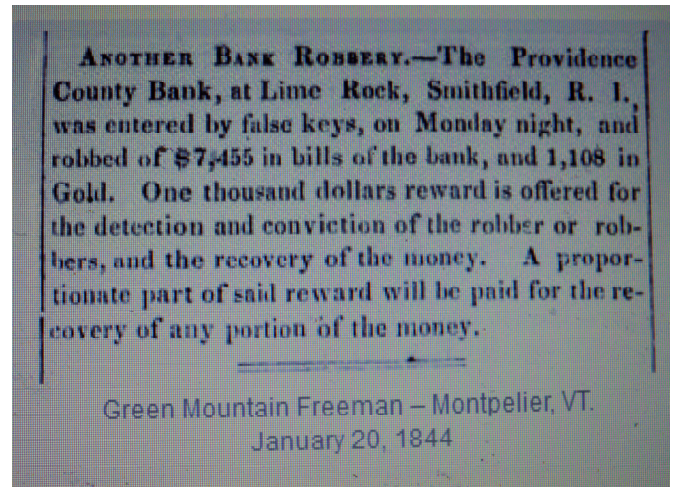 ANOTHER BANK ROBBERY.—The Providence
County Bank, at Lime Rock, Smithfield, R. I.,
was entered by false keys, on Monday night, and
robbed of $7,455 in bills of the bank, and 1,108 in
Gold. One thousand dollars reward is offered for
the detection and conviction of the robber or rob-
bers, and the recovery of the money. A propor-
tionate part of said reward will be paid for the re-
covery of any portion of the money.
Green Mountain Freeman – Montpelier, VT.
January 20, 1844